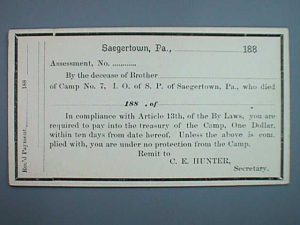 Saegertown, Pa., 188
Assessment, No.
By the decease of Brother
of Camp No. 7, I. O. of S. P. of Saegertown, Pa., who died
188 , of
In compliance with Article 13th, of the By Laws, you are
required to pay into the treasury of the Camp, One Dollar,
within ten days from date hereof. Unless the above is com
plied with, you are under no protection from the Camp.
Remit to
C. E. HUNTER,
Secretary.
Rec'd Payment, 188